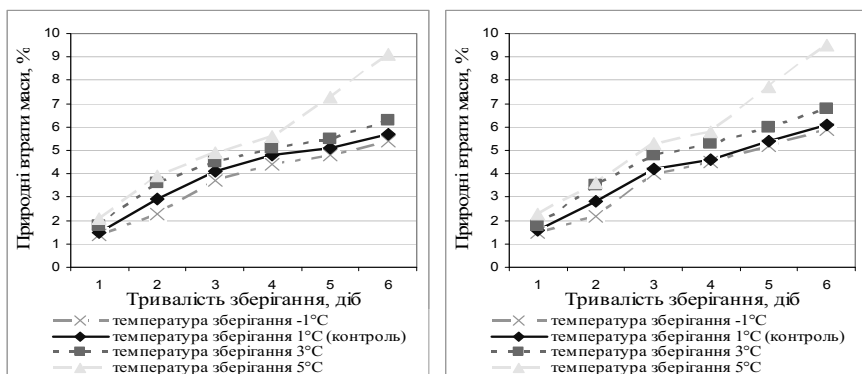 Природні втрати маси, %
10
9
8
7
6
5
4
3
2
1
0
1 2 3 4 5 6
Тривалість зберігання, діб
температура зберігання -1°С
температура зберігання 1°С (контроль)
температура зберігання 3°С
температура зберігання 5°С
Природні втрати маси, %
10
9
8
7
6
5
4
3
2
1
0
1 2 3 4 5 6
Тривалість зберігання, діб
температура зберігання -1°С
температура зберігання 1°С (контроль)
температура зберігання 3°С
температура зберігання 5°С